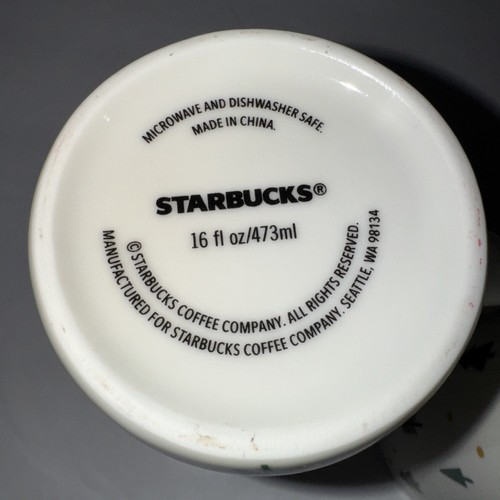 MICROWAVE AND DISHWASHER SAFE.
MADE IN CHINA.
STARBUCKS®
16 fl oz/473ml
©STARBUCKS COFFEE COMPANY. ALL RIGHTS RESERVED.
MANUFACTURED FOR STARBUCKS COFFEE COMPANY. SEATTLE, WA 98134